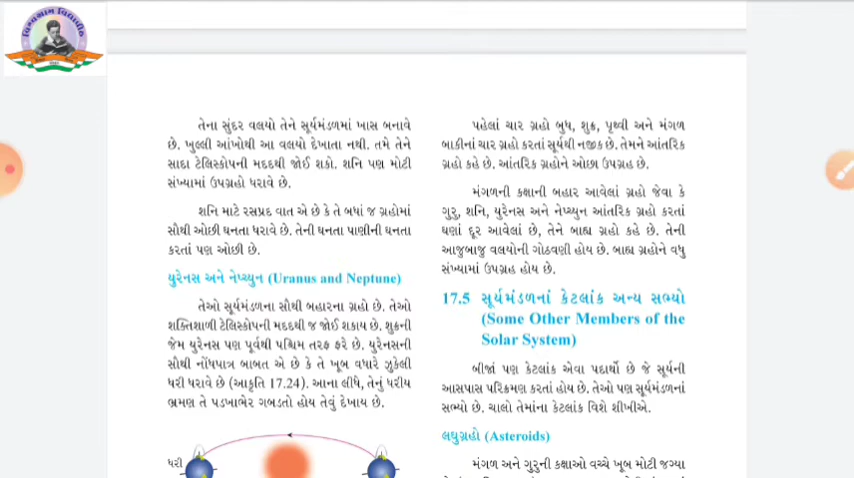 તેના સુંદર વલયો તેને સૂર્યમંડળમાં ખાસ બનાવે
છે. ખુલ્લી આંખોથી આ વલયો દેખાતા નથી. તમે તેને
સાદા ટેલિસ્કોપની મદદથી જોઈ શકો. શનિ પણ મોટી
સંખ્યામાં ઉપગ્રહો ધરાવે છે.
શનિ માટે રસપ્રદ વાત એ છે કે તે બધાં જ ગ્રહોમાં
સૌથી ઓછી ઘનતા ધરાવે છે. તેની ઘનતા પાણીની ઘનતા
કરતાં પણ ઓછી છે.
યુરેનસ અને નેપ્ચ્યુન (Uranus and Neptune)
તેઓ સૂર્યમંડળના સૌથી બહારના ગ્રહો છે. તેઓ
શક્તિશાળી ટેલિસ્કોપની મદદથી જ જોઈ શકાય છે. શુક્રની
જેમ યુરેનસ પણ પૂર્વથી પશ્ચિમ તરફ ફરે છે. યુરેનસની
સૌથી નોંધપાત્ર બાબત એ છે કે તે ખૂબ વધારે ઝુકેલી
ધરી ધરાવે છે (આકૃતિ 17.24). આના લીધે, તેનું ધરીય
ભ્રમણ તે પડખાભેર ગબડતો હોય તેવું દેખાય છે.
ધરી
પહેલાં ચાર ગ્રહો બુધ, શુક્ર, પૃથ્વી અને મંગળ
બાકીનાં ચાર ગ્રહો કરતાં સૂર્યથી નજીક છે. તેમને આંતરિક
ગ્રહો કહે છે. આંતરિક ગ્રહોને ઓછા ઉપગ્રહ છે.
મંગળની કક્ષાની બહાર આવેલાં ગ્રહો જેવા કે
ગુરુ, શનિ, યુરેનસ અને નેપ્ચ્યુન આંતરિક ગ્રહો કરતાં
ઘણાં દૂર આવેલાં છે, તેને બાહ્ય ગ્રહો કહે છે. તેની
આજુબાજુ વલયોની ગોઠવણી હોય છે. બાહ્ય ગ્રહોને વધુ
સંખ્યામાં ઉપગ્રહ હોય છે.
17.5 સૂર્યમંડળનાં કેટલાંક અન્ય સભ્યો
(Some Other Members of the
Solar System)
બીજાં પણ કેટલાંક એવા પદાર્થો છે જે સૂર્યની
આસપાસ પરિક્રમણ કરતાં હોય છે. તેઓ પણ સૂર્યમંડળનાં
સભ્યો છે. ચાલો તેમાંના કેટલાંક વિશે શીખીએ.
લઘુગ્રહો (Asteroids)
મંગળ અને ગુરુની કક્ષાઓ વચ્ચે ખૂબ મોટી જગ્યા